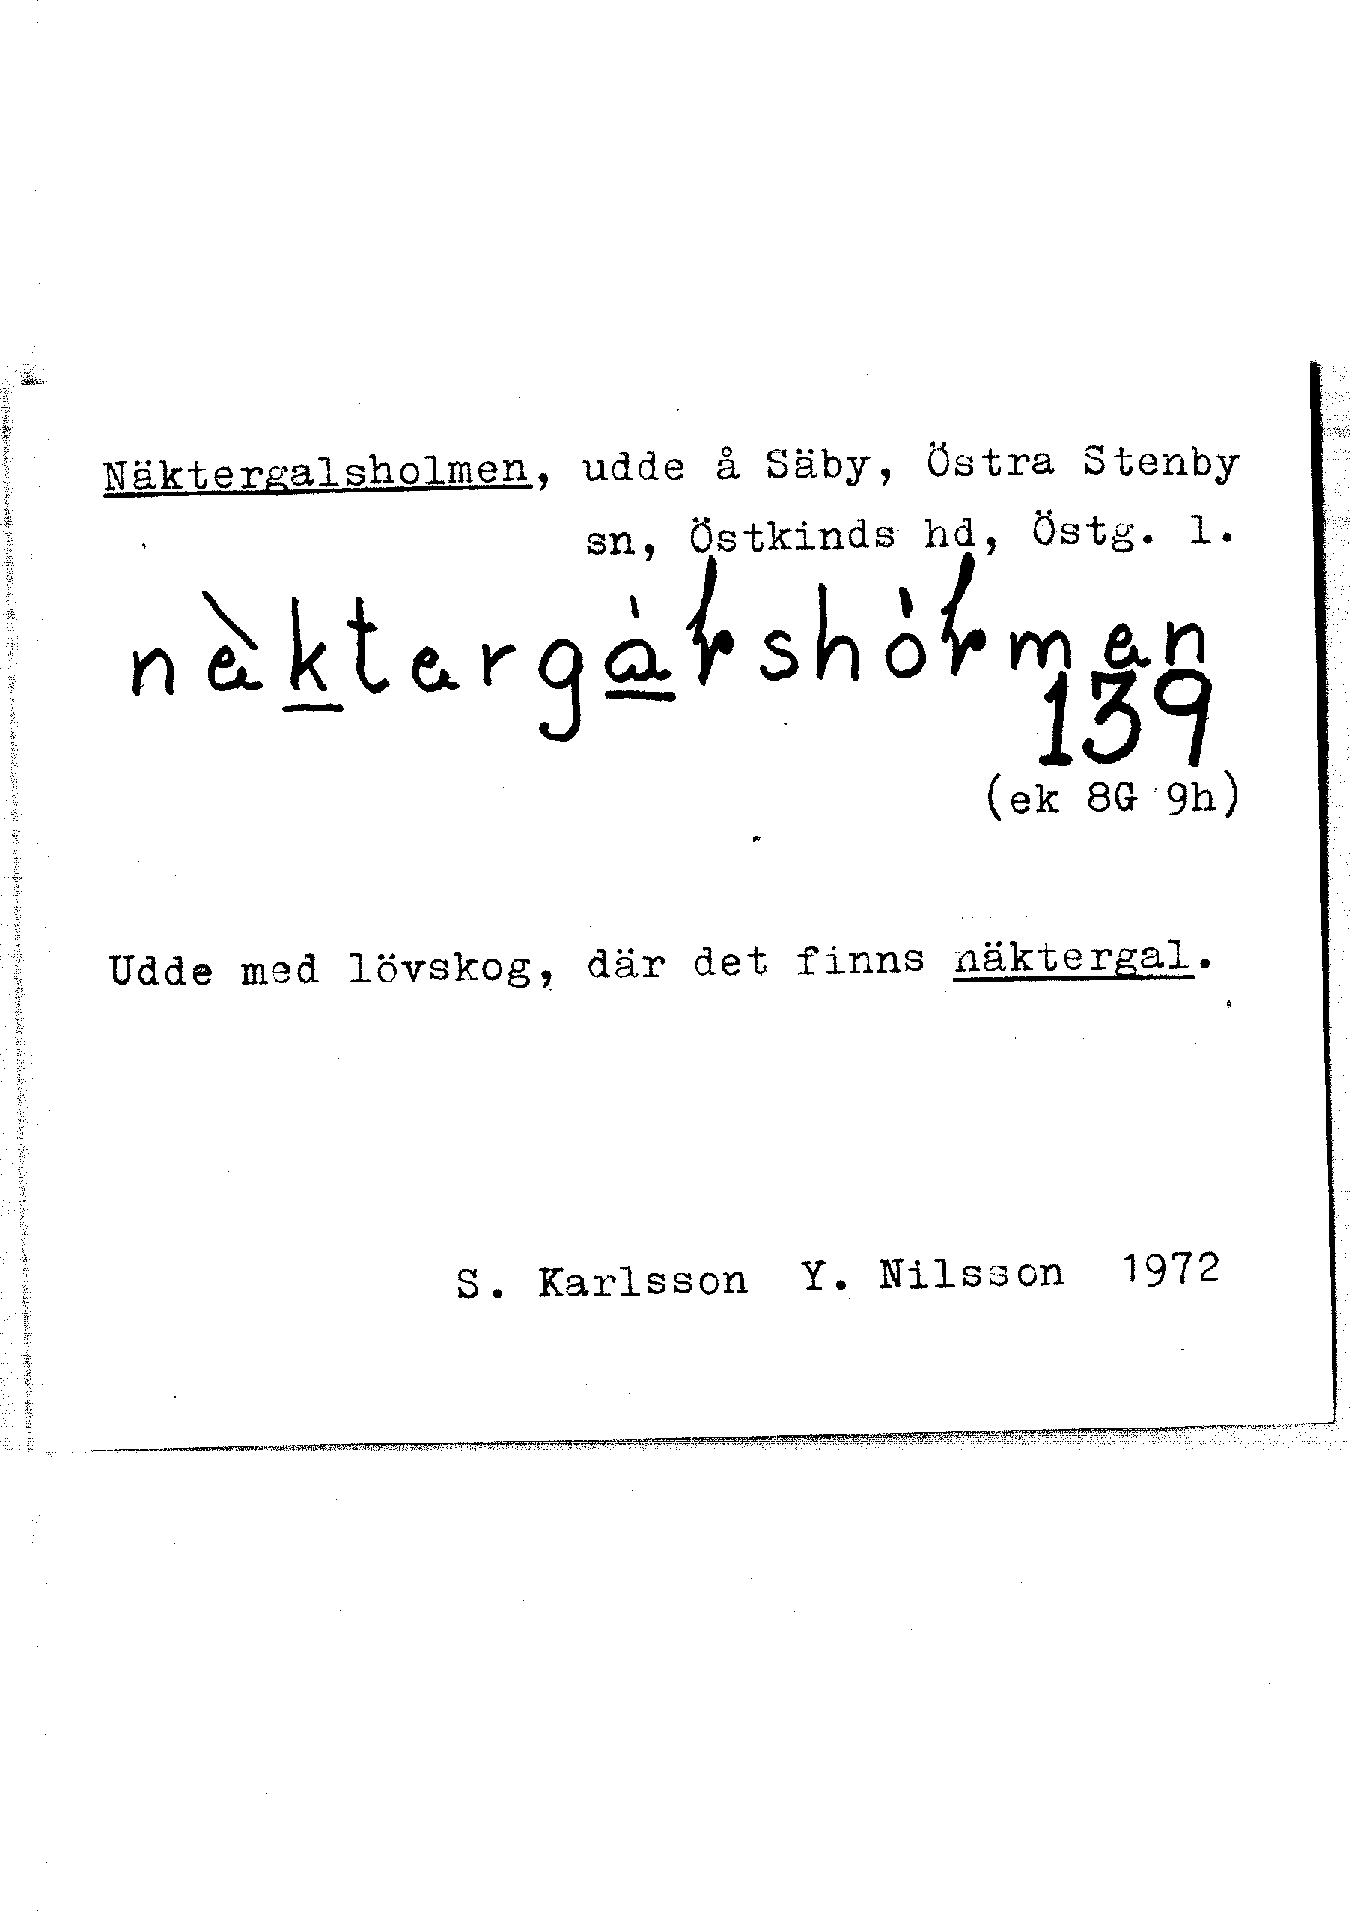 Näktergalsholmen, udde å Säby, Östra Stenby
sn, Östkinds hd, Östg. l.
139
(ek 8G 9h)
Udde med lövskog, där det finns näktergal.
S. Karlsson Y. Nilsson 1972